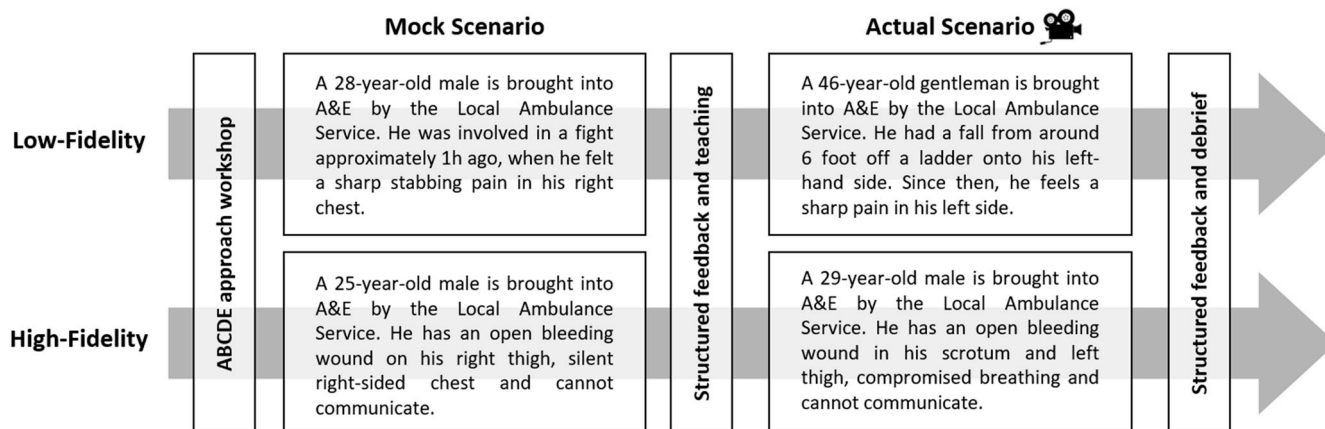 Mock Scenario
Actual Scenario
Low-Fidelity
High-Fidelity
ABCDE approach workshop
A 28-year-old male is brought into
A&E by the Local Ambulance
Service. He was involved in a fight
approximately 1h ago, when he felt
a sharp stabbing pain in his right
chest.
A 25-year-old male is brought into
A&E by the Local Ambulance
Service. He has an open bleeding
wound on his right thigh, silent
right-sided chest and cannot
communicate.
Structured feedback and teaching
A 46-year-old gentleman is brought
into A&E by the Local Ambulance
Service. He had a fall from around
6 foot off a ladder onto his left-
hand side. Since then, he feels a
sharp pain in his left side.
A 29-year-old male is brought into
A&E by the Local Ambulance
Service. He has an open bleeding
wound in his scrotum and left
thigh, compromised breathing and
cannot communicate.
Structured feedback and debrief